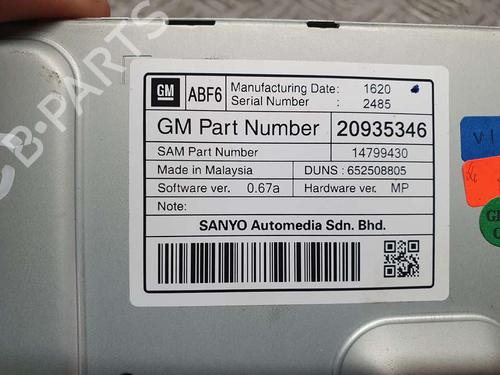 B-PARTS
GM ABF6 Manufacturing Date: 1620
Serial Number : 2485
GM Part Number 20935346
SAM Part Number 14799430
Made in Malaysia DUNS : 652508805
Software ver. 0.67a Hardware ver. MP
Note:
SANYO Automedia Sdn. Bhd.
VI